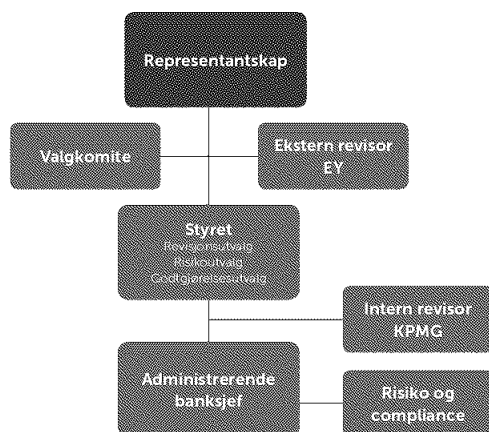 Representantskap
Valgkomite
Ekstern revisor
EY
Styret
Revisjonsutvalg
Risikoutvalg
Godtgjørelsesutvalg
Intern revisor
KPMG
Administrerende
banksjef
Risiko og
compliance